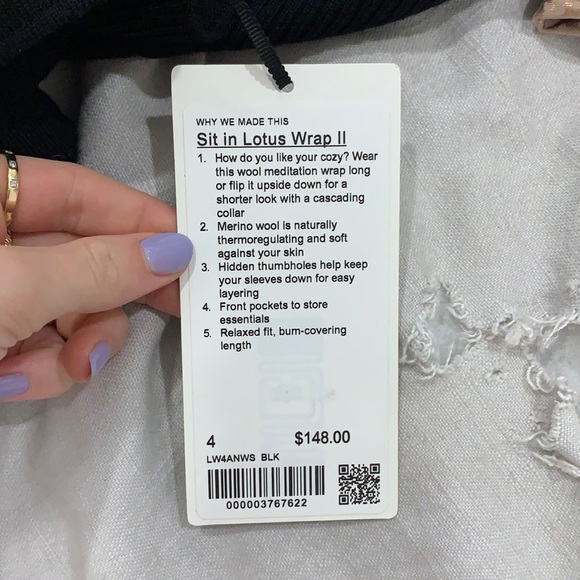 WHY WE MADE THIS
Sit in Lotus Wrap II
1. How do you like your cozy? Wear
this wool meditation wrap long
or flip it upside down for a
shorter look with a cascading
collar
2. Merino wool is naturally
thermoregulating and soft
against your skin
3. Hidden thumbholes help keep
your sleeves down for easy
layering
4. Front pockets to store
essentials
5. Relaxed fit, bum-covering
length
4 $148.00
LW4ANWS BLK
000003767622